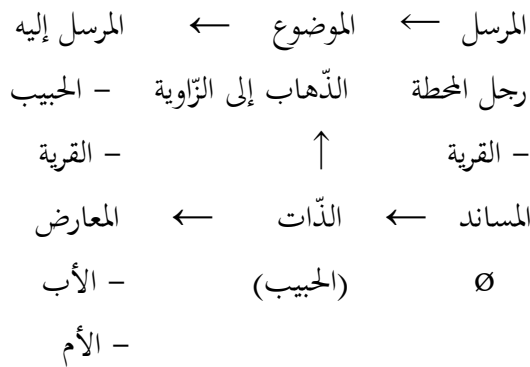 المرسل ← الموضوع ← المرسل إليه
رجل المحطة الذّهاب إلى الزّاوية – الحبيب
– القرية ↑ – القرية
المساند ← الذّات ← المعارض
Ø (الحبيب) – الأب
– الأم